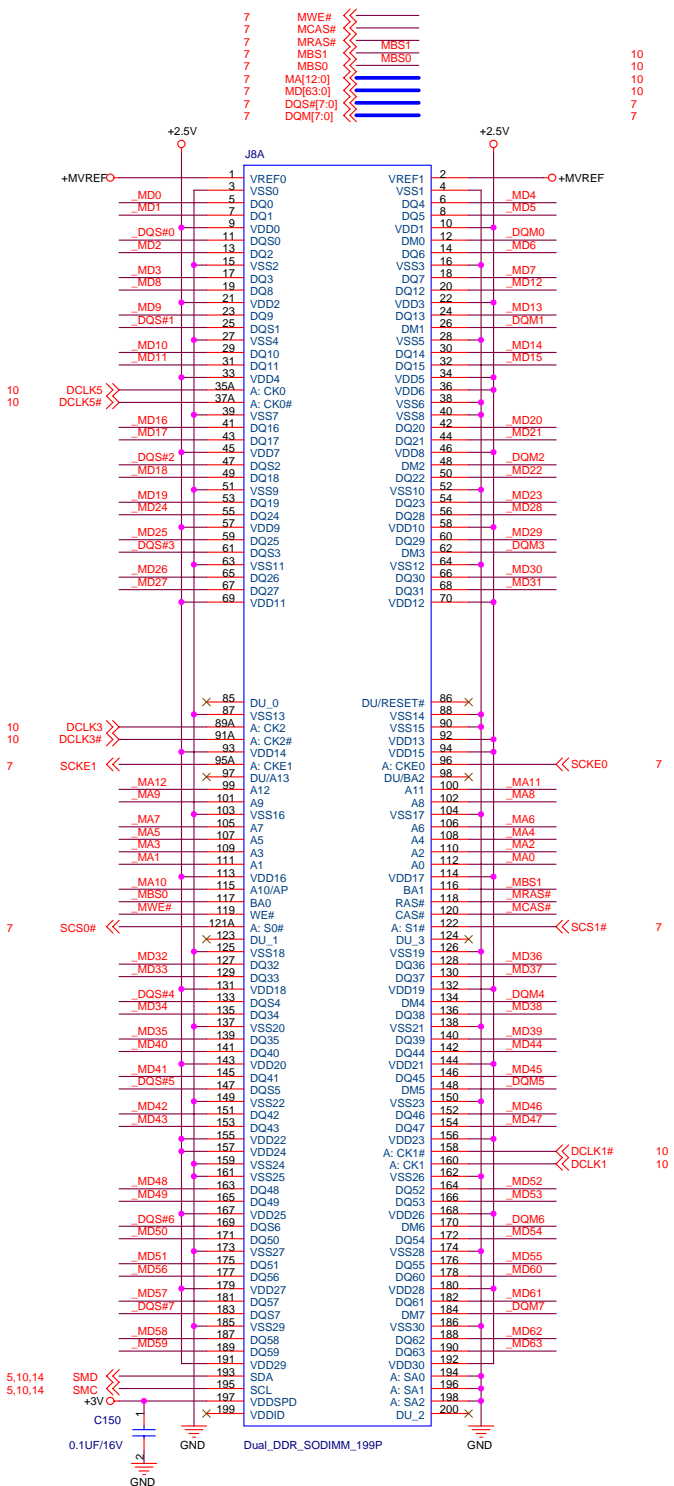 7 MWE#
7 MCAS#
7 MRAS#
7 MBS1 MBS1 10
7 MBS0 MBS0 10
7 MA[12:0] 10
7 MD[63:0] 10
7 DQS#[7:0] 7
7 DQM[7:0] 7
+2.5V +2.5V
J8A
+MVREF 1 VREF0 VREF1 2 +MVREF
3 VSS0 VSS1 4
_MD0 5 DQ0 DQ4 6 _MD4
_MD1 7 DQ1 DQ5 8 _MD5
9 VDD0 VDD1 10
_DQS#0 11 DQS0 DM0 12 _DQM0
_MD2 13 DQ2 DQ6 14 _MD6
15 VSS2 VSS3 16
_MD3 17 DQ3 DQ7 18 _MD7
_MD8 19 DQ8 DQ12 20 _MD12
21 VDD2 VDD3 22
_MD9 23 DQ9 DQ13 24 _MD13
_DQS#1 25 DQS1 DM1 26 _DQM1
27 VSS4 VSS5 28
_MD10 29 DQ10 DQ14 30 _MD14
_MD11 31 DQ11 DQ15 32 _MD15
33 VDD4 VDD5 34
10 DCLK5 35A A: CK0 VDD6 36
10 DCLK5# 37A A: CK0# VSS6 38
39 VSS7 VSS8 40
_MD16 41 DQ16 DQ20 42 _MD20
_MD17 43 DQ17 DQ21 44 _MD21
45 VDD7 VDD8 46
_DQS#2 47 DQS2 DM2 48 _DQM2
_MD18 49 DQ18 DQ22 50 _MD22
51 VSS9 VSS10 52
_MD19 53 DQ19 DQ23 54 _MD23
_MD24 55 DQ24 DQ28 56 _MD28
57 VDD9 VDD10 58
_MD25 59 DQ25 DQ29 60 _MD29
_DQS#3 61 DQS3 DM3 62 _DQM3
63 VSS11 VSS12 64
_MD26 65 DQ26 DQ30 66 _MD30
_MD27 67 DQ27 DQ31 68 _MD31
69 VDD11 VDD12 70
85 DU_0 DU/RESET# 86
87 VSS13 VSS14 88
10 DCLK3 89A A: CK2 VSS15 90
10 DCLK3# 91A A: CK2# VDD13 92
93 VDD14 VDD15 94
7 SCKE1 95A A: CKE1 A: CKE0 96 SCKE0 7
97 DU/A13 DU/BA2 98
_MA12 99 A12 A11 100 _MA11
_MA9 101 A9 A8 102 _MA8
103 VSS16 VSS17 104
_MA7 105 A7 A6 106 _MA6
_MA5 107 A5 A4 108 _MA4
_MA3 109 A3 A2 110 _MA2
_MA1 111 A1 A0 112 _MA0
113 VDD16 VDD17 114
_MA10 115 A10/AP BA1 116 _MBS1
_MBS0 117 BA0 RAS# 118 _MRAS#
_MWE# 119 WE# CAS# 120 _MCAS#
7 SCS0# 121A A: S0# A: S1# 122 SCS1# 7
123 DU_1 DU_3 124
125 VSS18 VSS19 126
_MD32 127 DQ32 DQ36 128 _MD36
_MD33 129 DQ33 DQ37 130 _MD37
131 VDD18 VDD19 132
_DQS#4 133 DQS4 DM4 134 _DQM4
_MD34 135 DQ34 DQ38 136 _MD38
137 VSS20 VSS21 138
_MD35 139 DQ35 DQ39 140 _MD39
_MD40 141 DQ40 DQ44 142 _MD44
143 VDD20 VDD21 144
_MD41 145 DQ41 DQ45 146 _MD45
_DQS#5 147 DQS5 DM5 148 _DQM5
149 VSS22 VSS23 150
_MD42 151 DQ42 DQ46 152 _MD46
_MD43 153 DQ43 DQ47 154 _MD47
155 VDD22 VDD23 156
157 VDD24 A: CK1# 158 DCLK1# 10
159 VSS24 A: CK1 160 DCLK1 10
161 VSS25 VSS26 162
_MD48 163 DQ48 DQ52 164 _MD52
_MD49 165 DQ49 DQ53 166 _MD53
167 VDD25 VDD26 168
_DQS#6 169 DQS6 DM6 170 _DQM6
_MD50 171 DQ50 DQ54 172 _MD54
173 VSS27 VSS28 174
_MD51 175 DQ51 DQ55 176 _MD55
_MD56 177 DQ56 DQ60 178 _MD60
179 VDD27 VDD28 180
_MD57 181 DQ57 DQ61 182 _MD61
_DQS#7 183 DQS7 DM7 184 _DQM7
185 VSS29 VSS30 186
_MD58 187 DQ58 DQ62 188 _MD62
_MD59 189 DQ59 DQ63 190 _MD63
191 VDD29 VDD30 192
5,10,14 SMD 193 SDA A: SA0 194
5,10,14 SMC 195 SCL A: SA1 196
+3V 197 VDDSPD A: SA2 198
199 VDDID DU_2 200
C150 1
0.1UF/16V 2
GND Dual_DDR_SODIMM_199P GND
GND